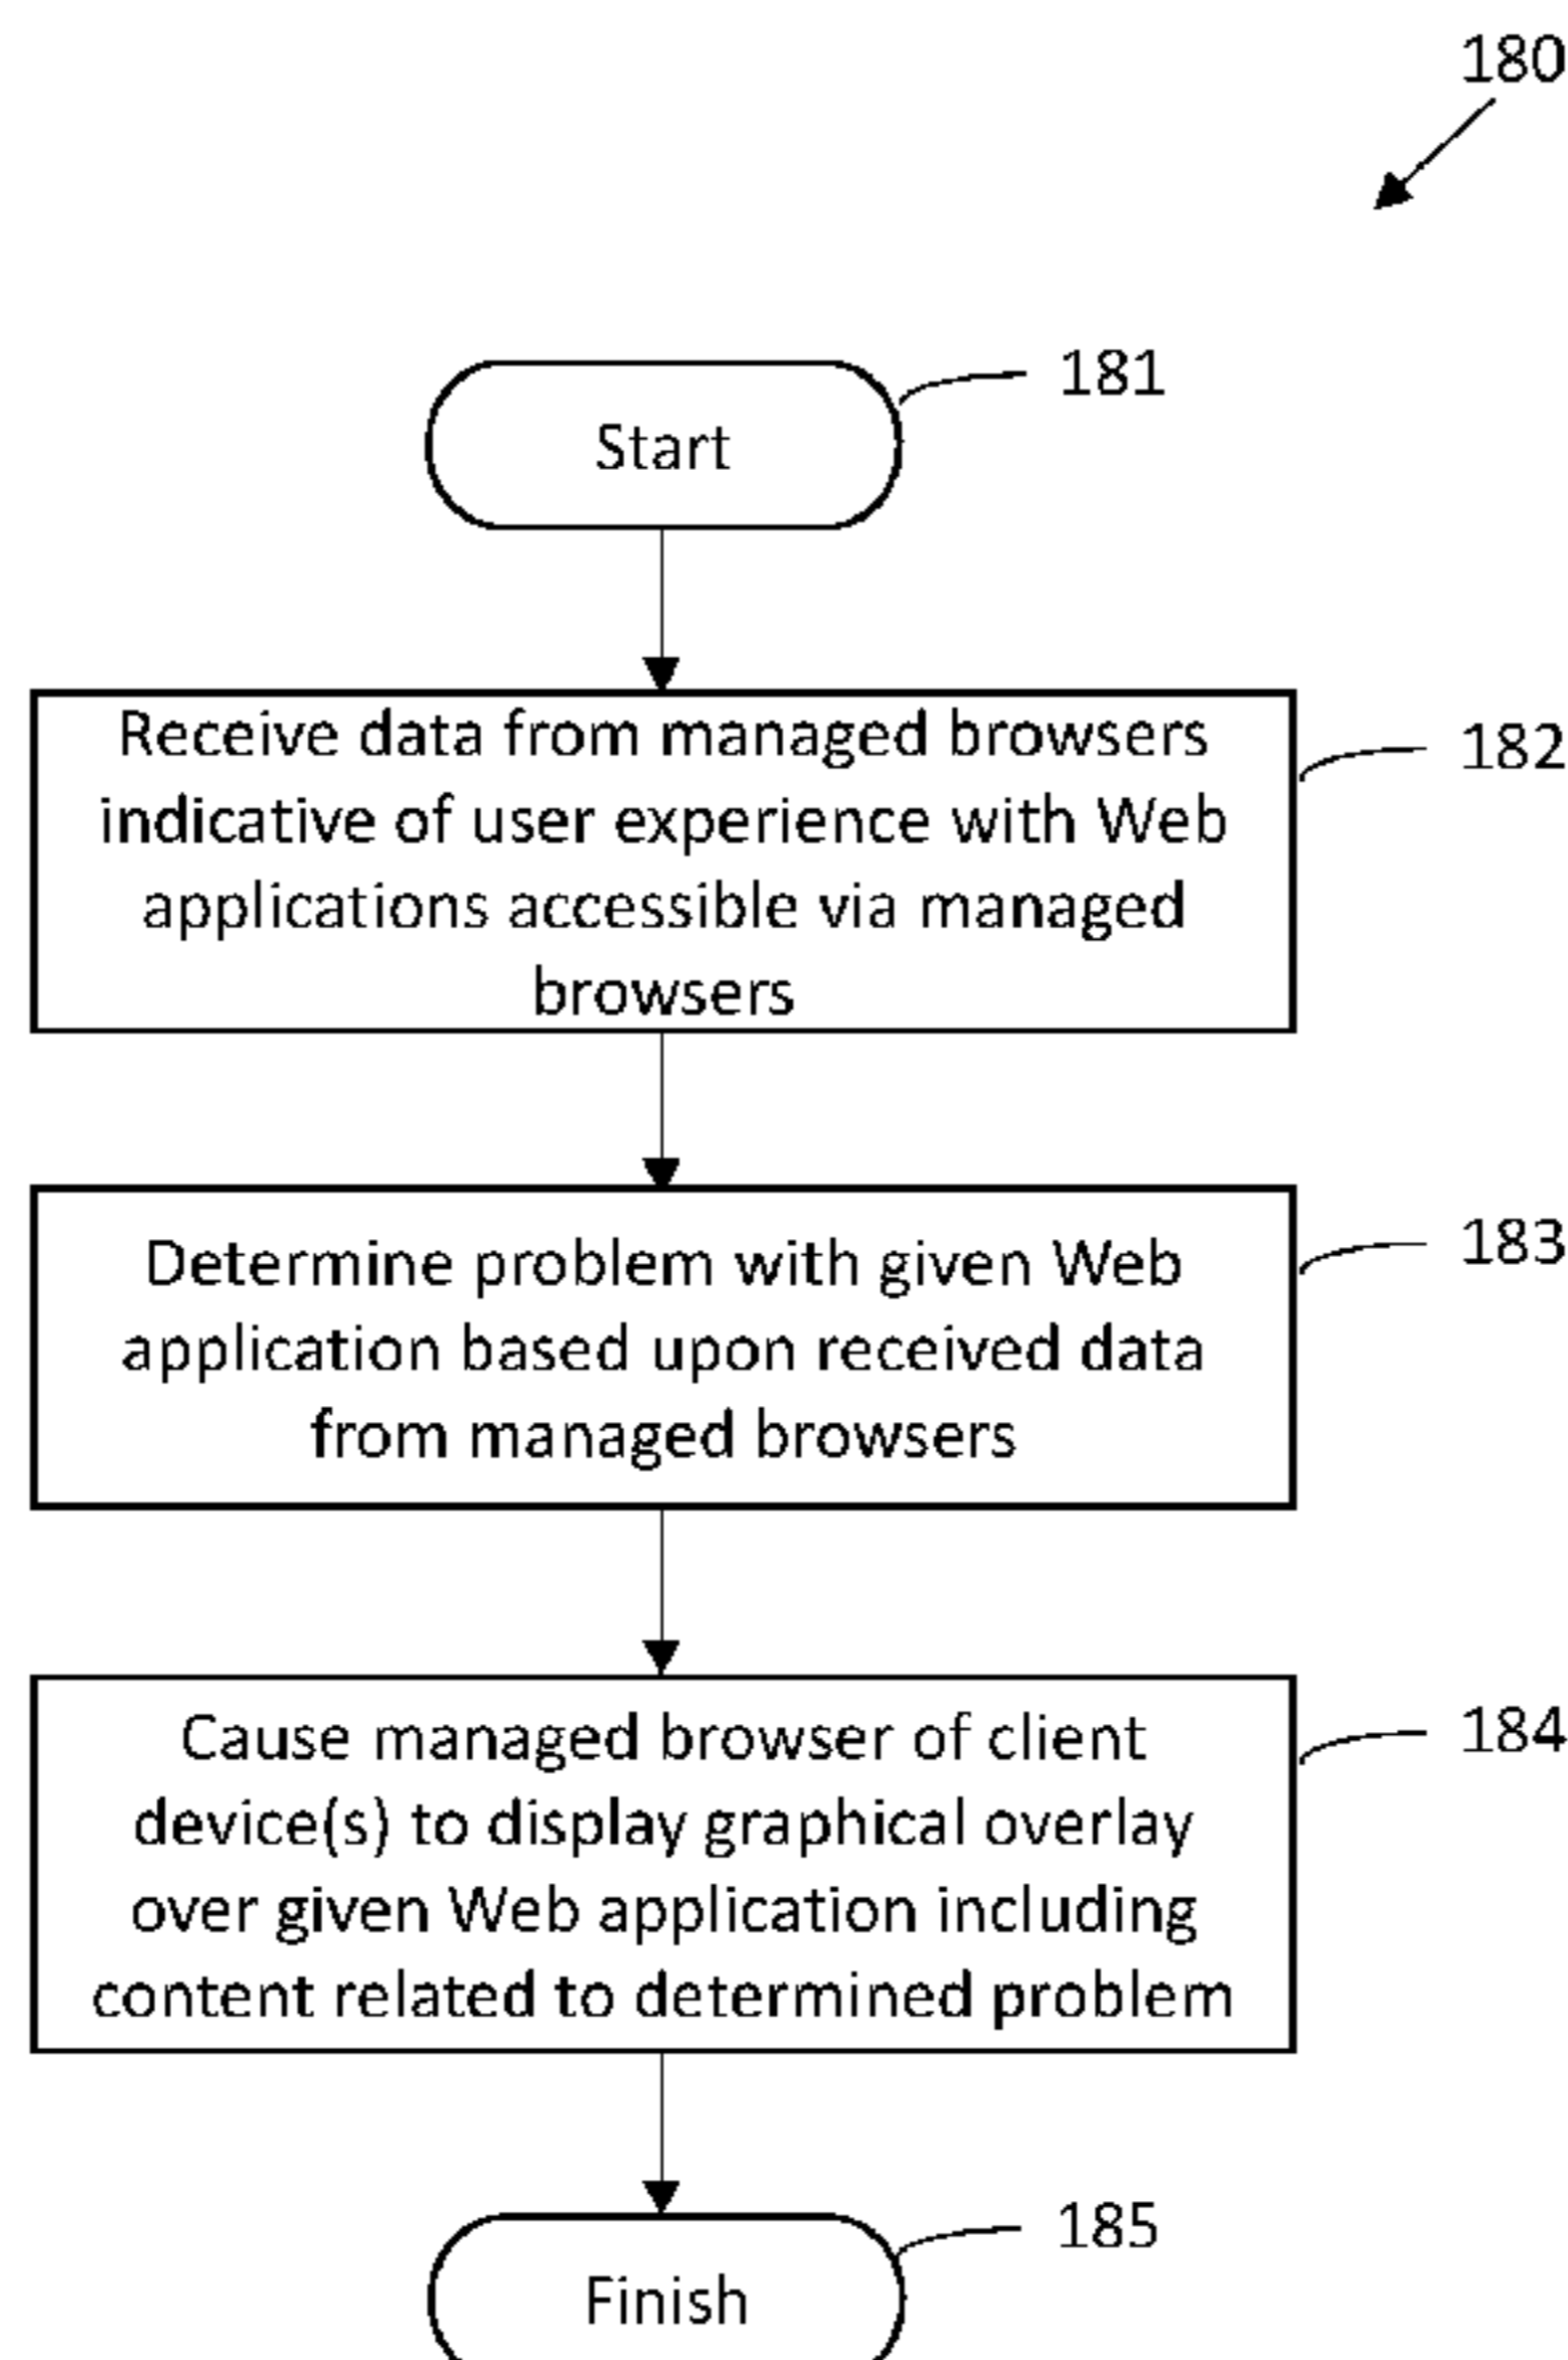 180
181
Start
Receive data from managed browsers
182
indicative of user experience with Web
applications accessible via managed
browsers
183
Determine problem with given Web
application based upon received data
from managed browsers
184
Cause managed browser of client
device(s) to display graphical overlay
over given Web application including
content related to determined problem
185
Finish